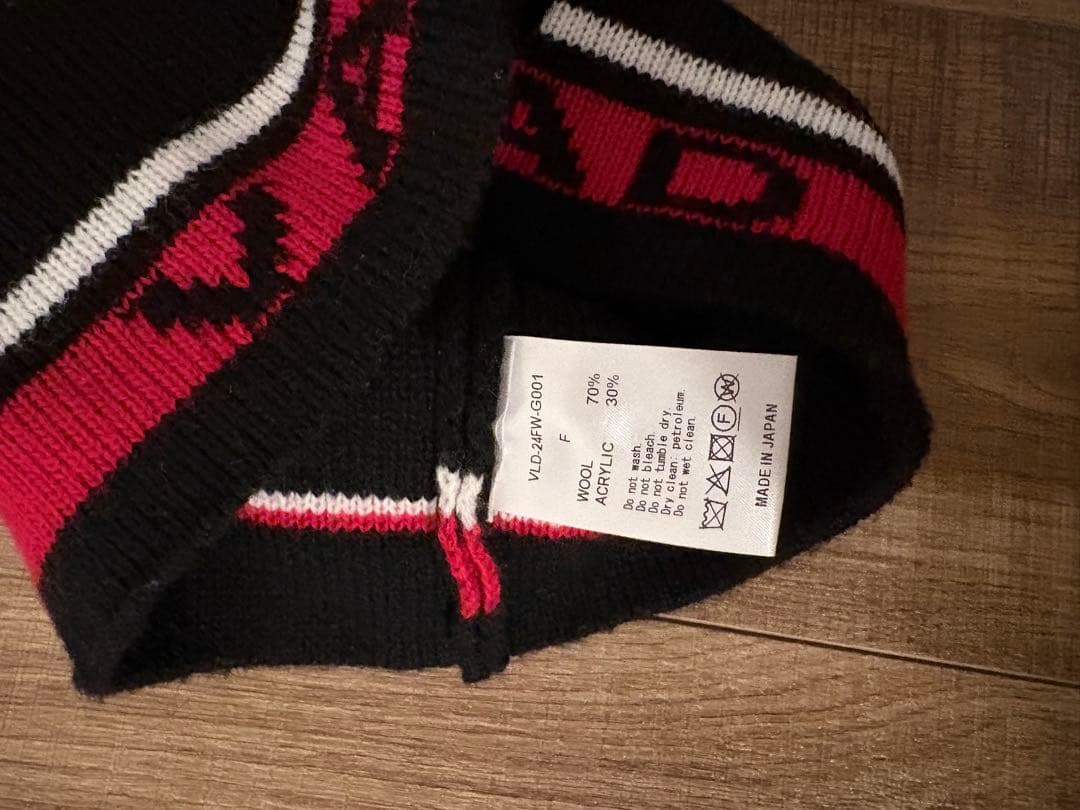 VLD-24FW-G001
F
WOOL 70%
ACRYLIC 30%
Do not wash.
Do not bleach.
Do not tumble dry.
Dry clean: petroleum.
Do not wet clean.
F W
MADE IN JAPAN
AD